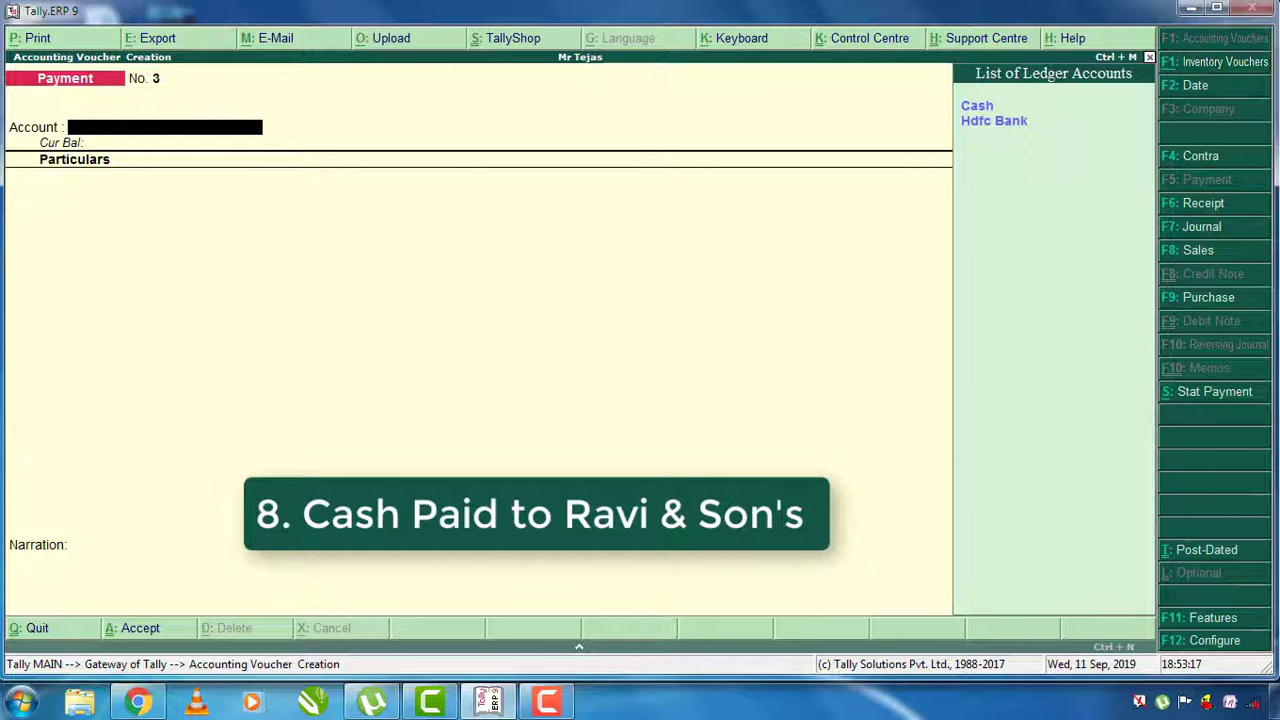 Tally.ERP 9
P: Print
E: Export
M: E-Mail
O: Upload
S: TallyShop
G: Language
K: Keyboard
K: Control Centre
H: Support Centre
H: Help
Accounting Voucher Creation
Mr Tejas
Ctrl + M
Payment No. 3
Account :
Cur Bal:
Particulars
8. Cash Paid to Ravi & Son's
Narration:
List of Ledger Accounts
Cash
Hdfc Bank
F1: Accounting Vouchers
F1: Inventory Vouchers
F2: Date
F3: Company
F4: Contra
F5: Payment
F6: Receipt
F7: Journal
F8: Sales
F8: Credit Note
F9: Purchase
F9: Debit Note
F10: Reversing Journal
F10: Memos
S: Stat Payment
T: Post-Dated
L: Optional
F11: Features
F12: Configure
Q: Quit
A: Accept
D: Delete
X: Cancel
Ctrl + N
Tally MAIN --> Gateway of Tally --> Accounting Voucher Creation
(c) Tally Solutions Pvt. Ltd., 1988-2017
Wed, 11 Sep, 2019
18:53:17